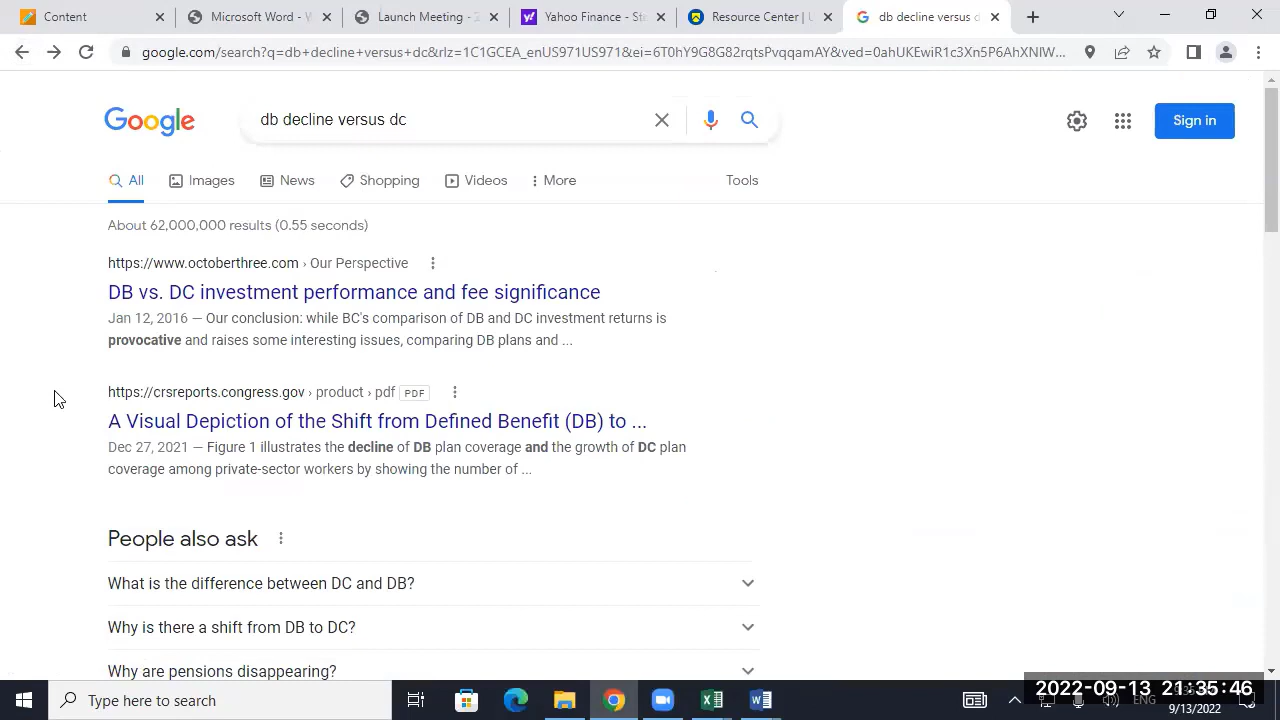 Content
Microsoft Word - W
Launch Meeting - Z
Yahoo Finance - Sta
Resource Center | U
db decline versus d
google.com/search?q=db+decline+versus+dc&rlz=1C1GCEA_enUS971US971&ei=6T0hY9G8G82rqtsPvqqamAY&ved=0ahUKEwiR1c3Xn5P6AhXNlW...
Google
db decline versus dc
Sign in
All
Images
News
Shopping
Videos
More
Tools
About 62,000,000 results (0.55 seconds)
https://www.octoberthree.com › Our Perspective
DB vs. DC investment performance and fee significance
Jan 12, 2016 — Our conclusion: while BC's comparison of DB and DC investment returns is
provocative and raises some interesting issues, comparing DB plans and ...
https://crsreports.congress.gov › product › pdf PDF
A Visual Depiction of the Shift from Defined Benefit (DB) to ...
Dec 27, 2021 — Figure 1 illustrates the decline of DB plan coverage and the growth of DC plan
coverage among private-sector workers by showing the number of ...
People also ask
What is the difference between DC and DB?
Why is there a shift from DB to DC?
Why are pensions disappearing?
Type here to search
2022-09-13 21:35:46
ENG
9/13/2022